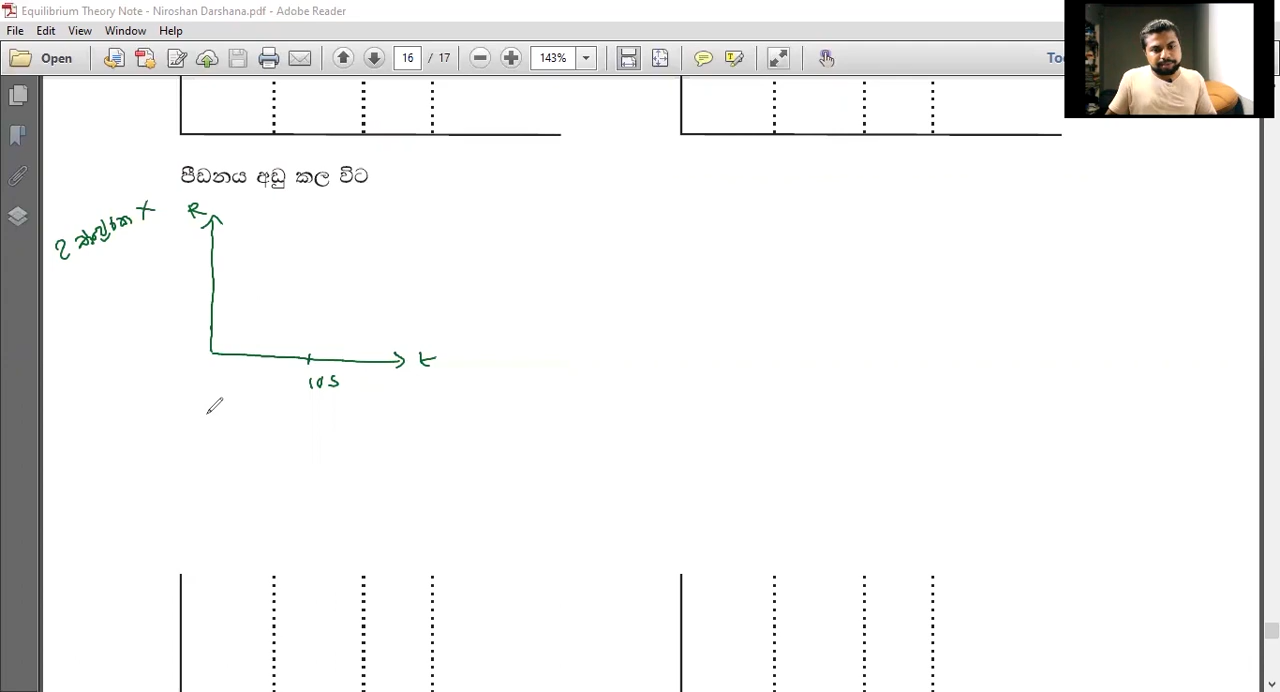 Equilibrium Theory Note - Niroshan Darshana.pdf - Adobe Reader
File Edit View Window Help
Open 16 / 17 143%
පීඩනය අඩු කල විට
R
t
10s